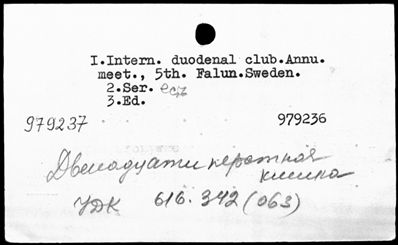 I.Intern. duodenal club.Annu.
meet., 5th. Falun.Sweden.
2.Ser.
3.Ed.
979237 979236
Двенадцатиперстная
кишка
УДК 616.342(063)